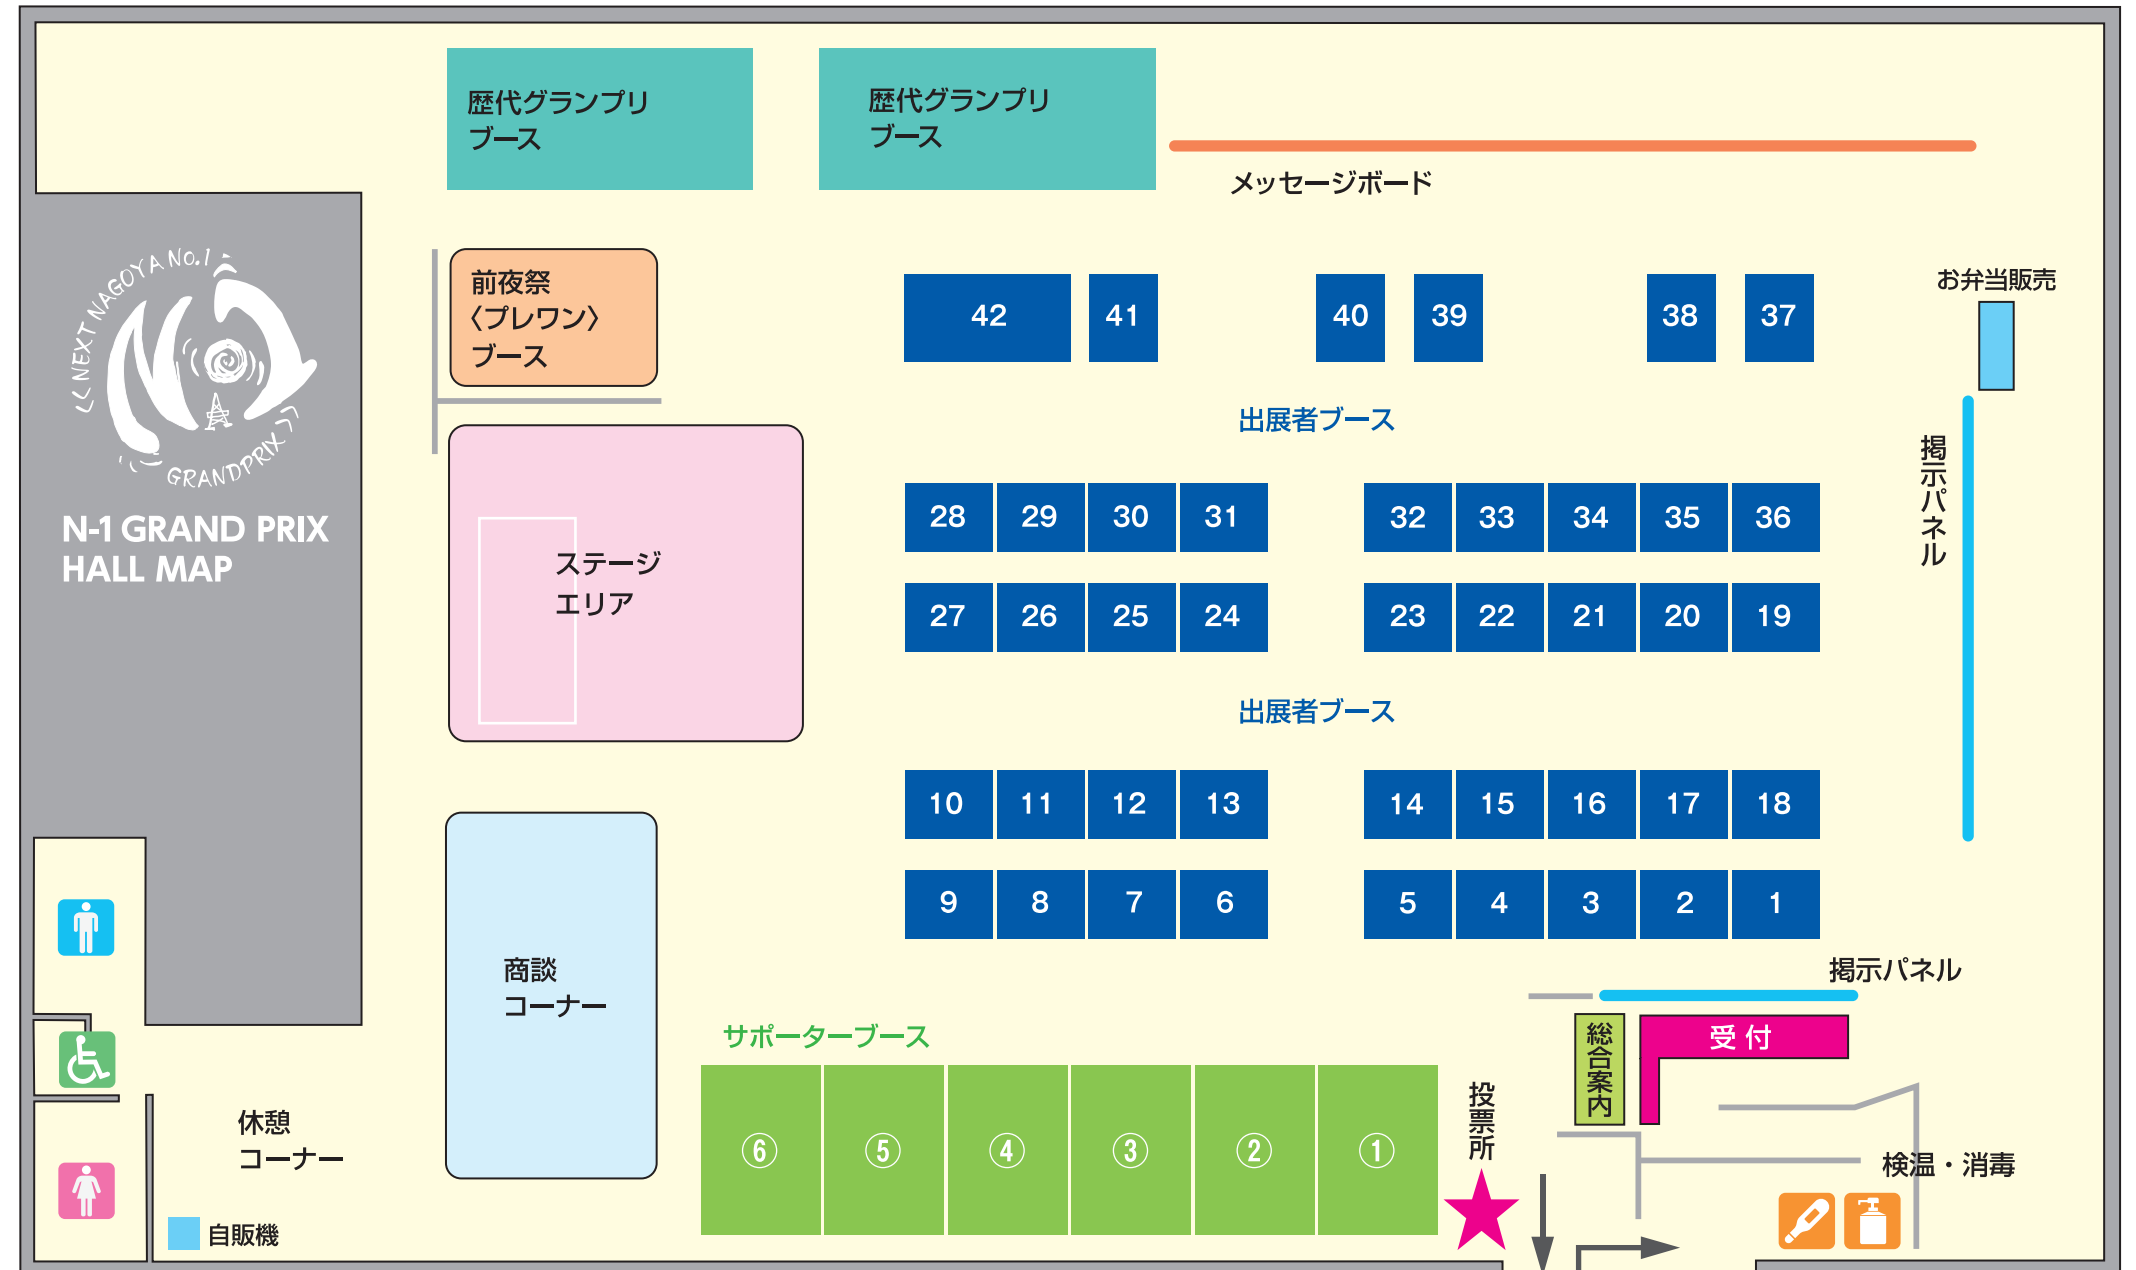 歴代グランプリ
ブース
歴代グランプリ
ブース
メッセージボード
NEXT NAGOYA No.1
GRANDPRIX
N-1 GRAND PRIX
HALL MAP
前夜祭
〈プレワン〉
ブース
42 41 40 39 38 37
お弁当販売
出展者ブース
掲示パネル
28 29 30 31 32 33 34 35 36
ステージ
エリア
27 26 25 24 23 22 21 20 19
出展者ブース
10 11 12 13 14 15 16 17 18
9 8 7 6 5 4 3 2 1
商談
コーナー
掲示パネル
サポーターブース
総合案内
受付
⑥ ⑤ ④ ③ ② ①
投票所
検温・消毒
休憩
コーナー
自販機